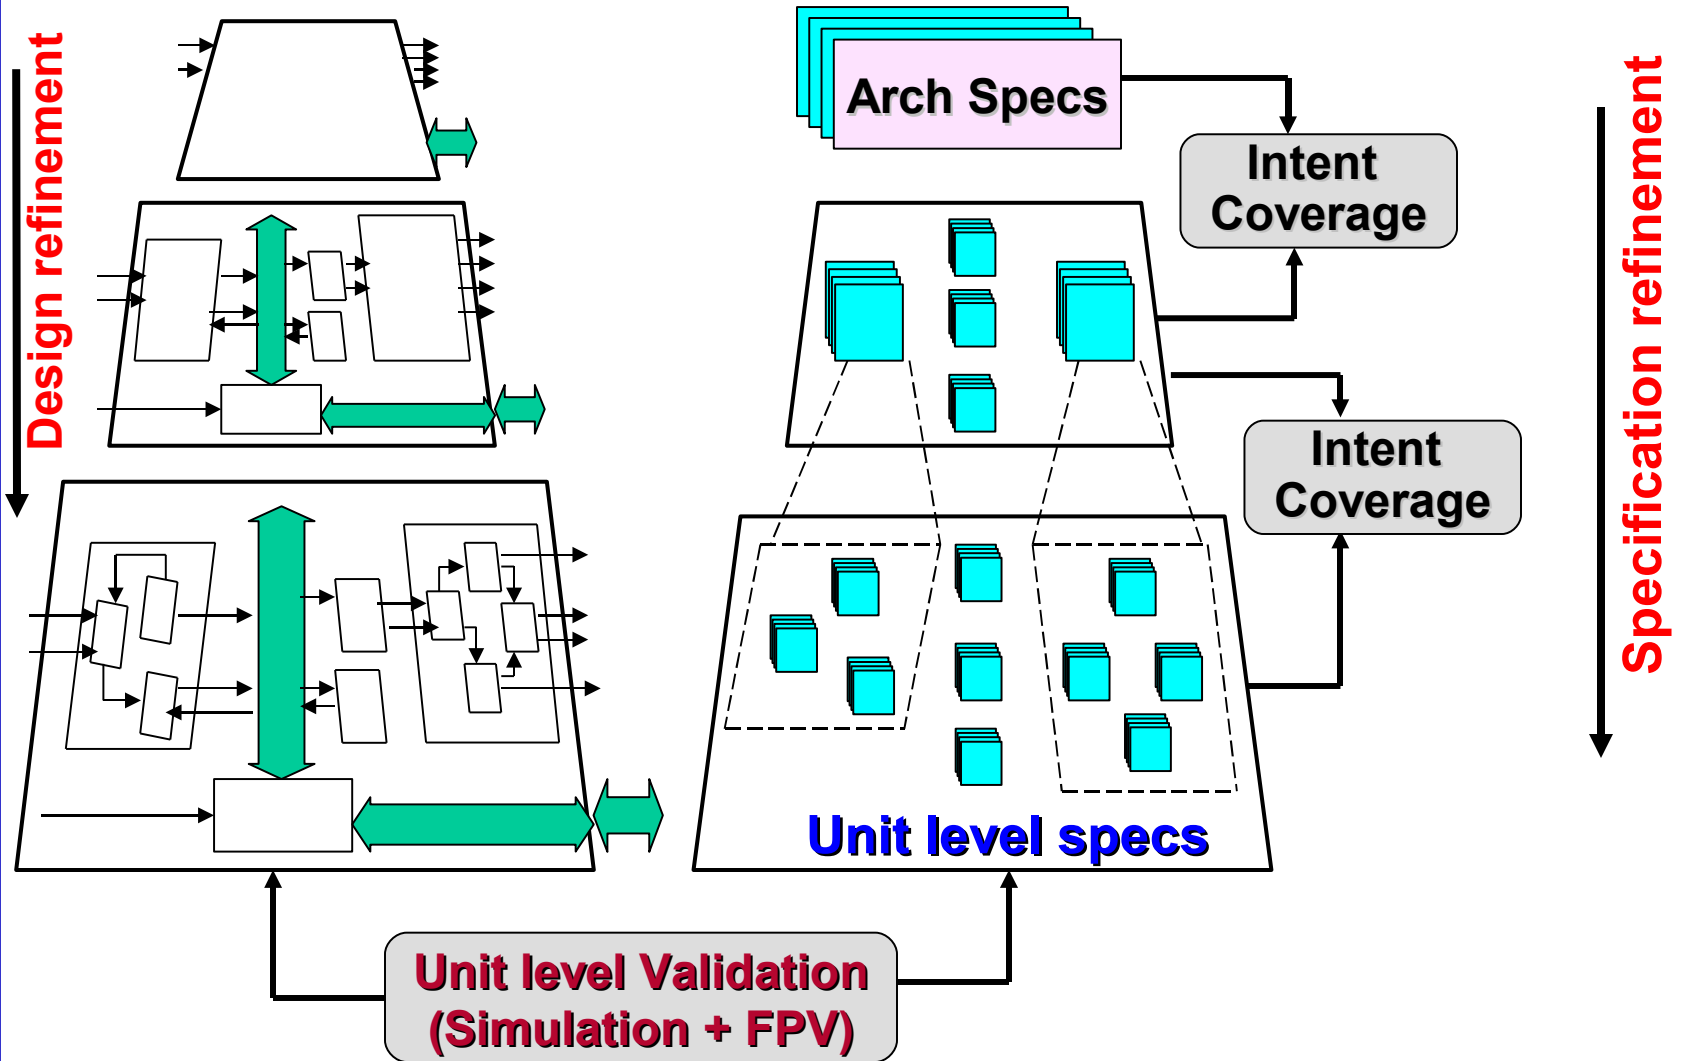 Design refinement
Arch Specs
Intent
Coverage
Specification refinement
Intent
Coverage
Unit level specs
Unit level Validation
(Simulation + FPV)